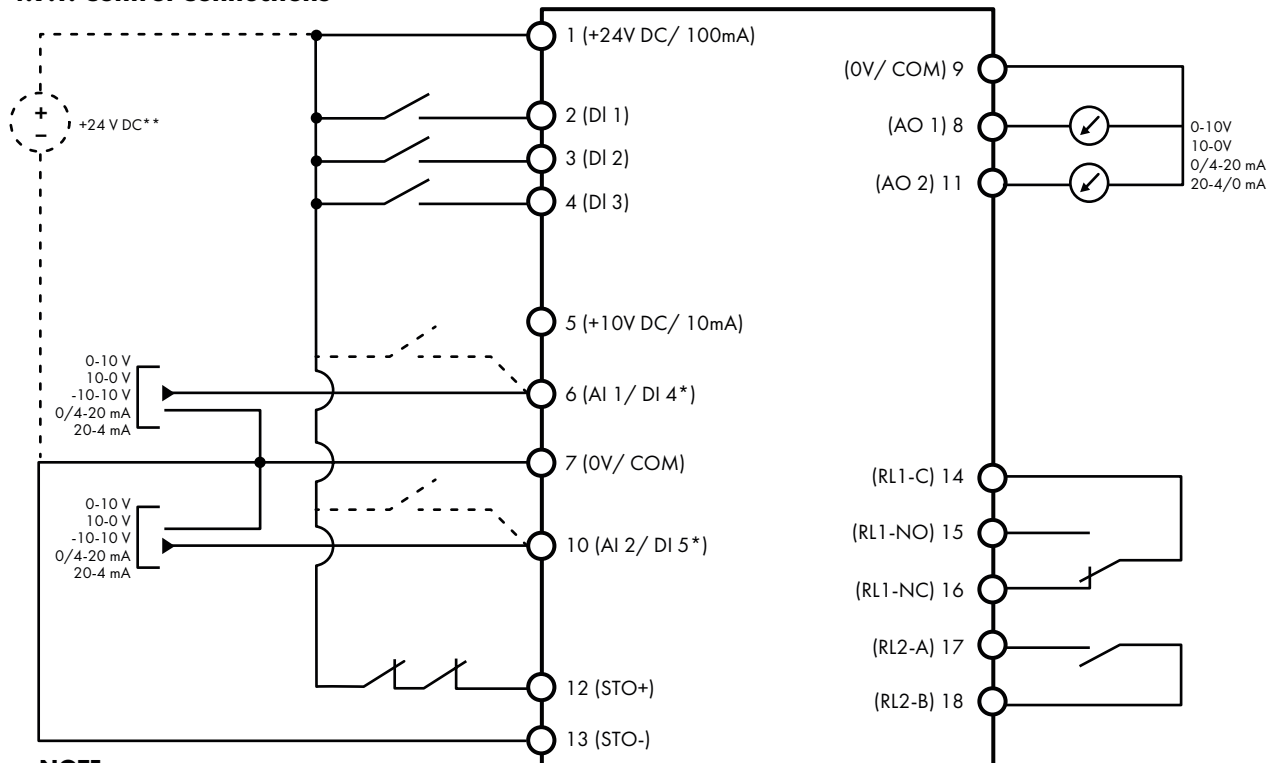 1 (+24V DC/ 100mA)
+
−
+24 V DC**
2 (DI 1)
3 (DI 2)
4 (DI 3)
5 (+10V DC/ 10mA)
0-10 V
10-0 V
-10-10 V
0/4-20 mA
20-4 mA
6 (AI 1/ DI 4*)
7 (0V/ COM)
0-10 V
10-0 V
-10-10 V
0/4-20 mA
20-4 mA
10 (AI 2/ DI 5*)
12 (STO+)
13 (STO-)
(0V/ COM) 9
(AO 1) 8
(AO 2) 11
0-10V
10-0V
0/4-20 mA
20-4/0 mA
(RL1-C) 14
(RL1-NO) 15
(RL1-NC) 16
(RL2-A) 17
(RL2-B) 18